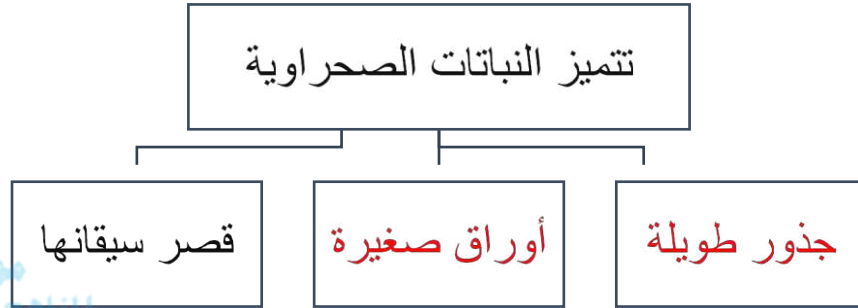 تتميز النباتات الصحراوية
جذور طويلة
أوراق صغيرة
قصر سيقانها